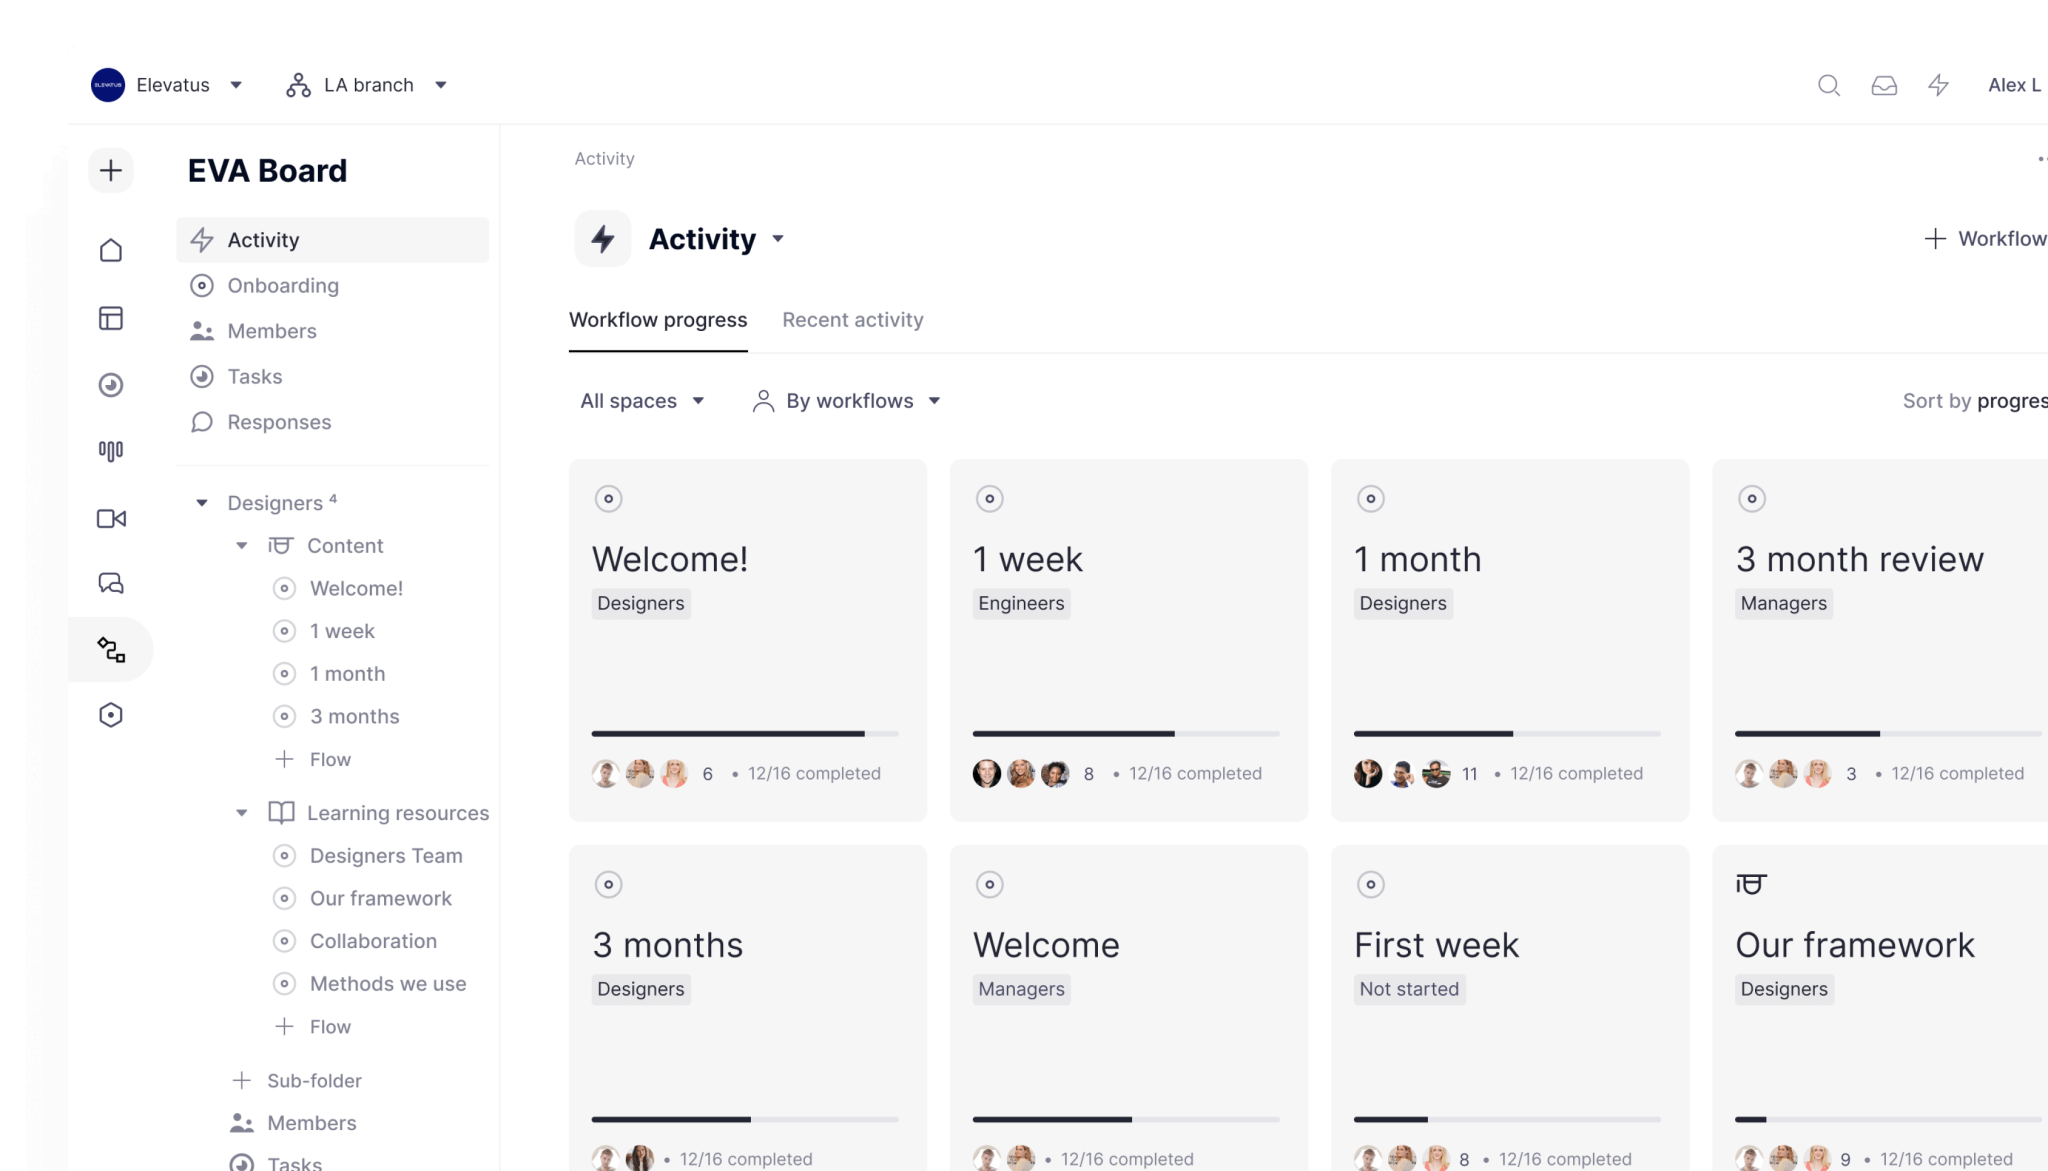 ELEVATUS
Elevatus
LA branch
Alex L
EVA Board
Activity
Onboarding
Members
Tasks
Responses
Designers 4
Content
Welcome!
1 week
1 month
3 months
Flow
Learning resources
Designers Team
Our framework
Collaboration
Methods we use
Flow
Sub-folder
Members
Tasks
Activity
Activity
Workflow
Workflow progress
Recent activity
All spaces
By workflows
Sort by progres
Welcome!
Designers
6 • 12/16 completed
1 week
Engineers
8 • 12/16 completed
1 month
Designers
11 • 12/16 completed
3 month review
Managers
3 • 12/16 completed
3 months
Designers
• 12/16 completed
Welcome
Managers
• 12/16 completed
First week
Not started
8 • 12/16 completed
Our framework
Designers
9 • 12/16 completed